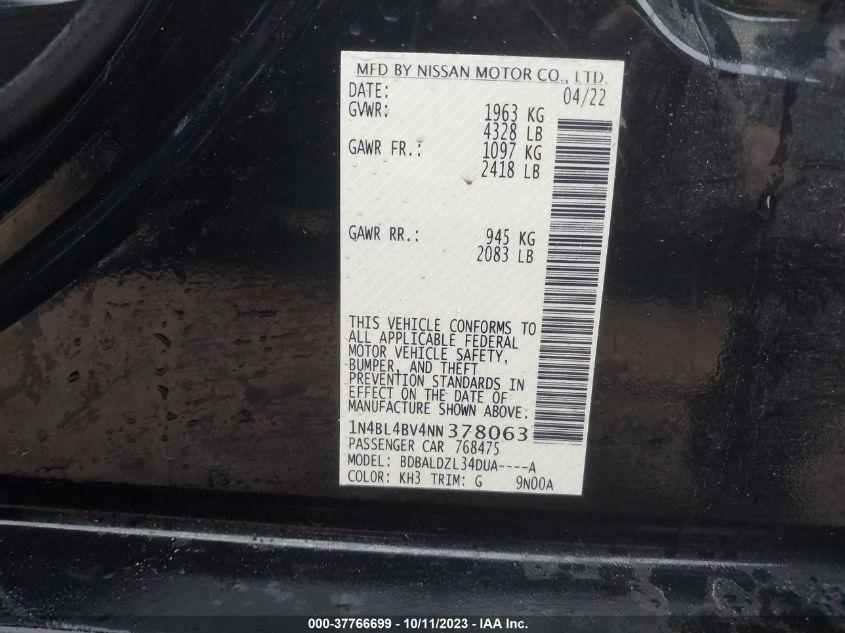 MFD BY NISSAN MOTOR CO., LTD.
DATE: 04/22
GVWR: 1963 KG
4328 LB
GAWR FR.: 1097 KG
2418 LB
GAWR RR.: 945 KG
2083 LB
THIS VEHICLE CONFORMS TO
ALL APPLICABLE FEDERAL
MOTOR VEHICLE SAFETY,
BUMPER, AND THEFT
PREVENTION STANDARDS IN
EFFECT ON THE DATE OF
MANUFACTURE SHOWN ABOVE.
1N4BL4BV4NN378063
PASSENGER CAR 768475
MODEL: BDBALDZL34DUA----A
COLOR: KH3 TRIM: G 9N00A
000-37766699 - 10/11/2023 - IAA Inc.